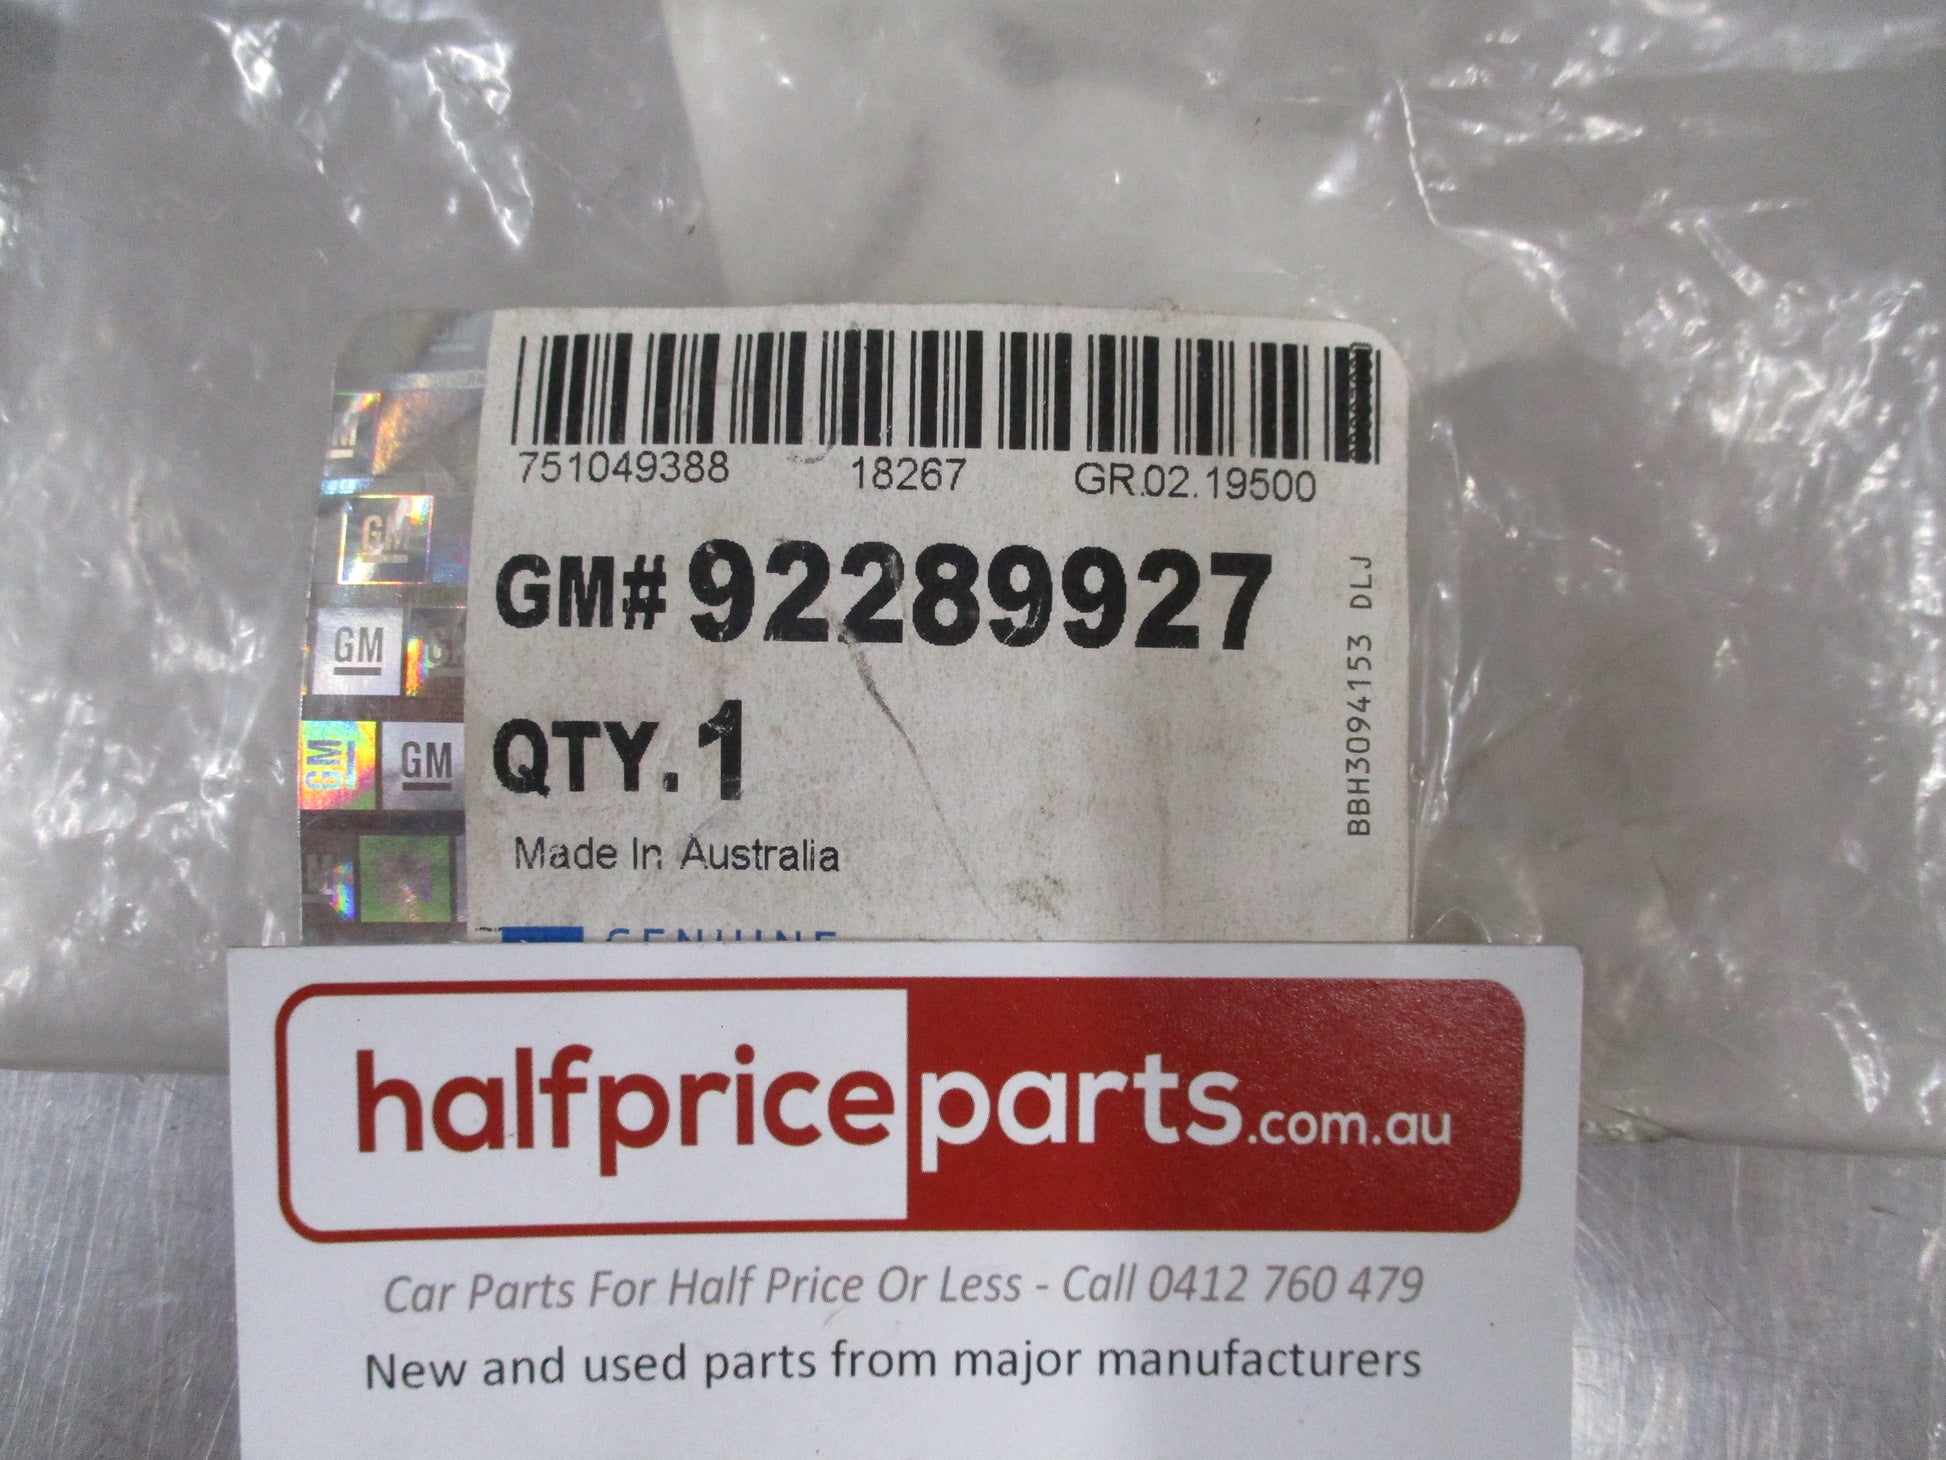 751049388 18267 GR.02.19500
GM# 92289927
QTY. 1
Made In Australia
GENUINE
BBH3094153 DLJ
GM
GM
GM
GM
halfpriceparts.com.au
Car Parts For Half Price Or Less - Call 0412 760 479
New and used parts from major manufacturers